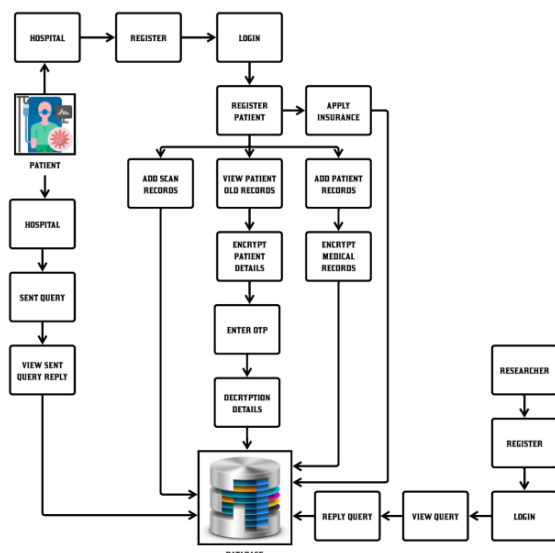 HOSPITAL
REGISTER
LOGIN
REGISTER
PATIENT
APPLY
INSURANCE
PATIENT
ADD SCAN
RECORDS
VIEW PATIENT
OLD RECORDS
ADD PATIENT
RECORDS
HOSPITAL
ENCRYPT
PATIENT
DETAILS
ENCRYPT
MEDICAL
RECORDS
SENT QUERY
ENTER OTP
VIEW SENT
QUERY REPLY
RESEARCHER
DECRYPTION
DETAILS
REGISTER
REPLY QUERY
VIEW QUERY
LOGIN
DATABASE